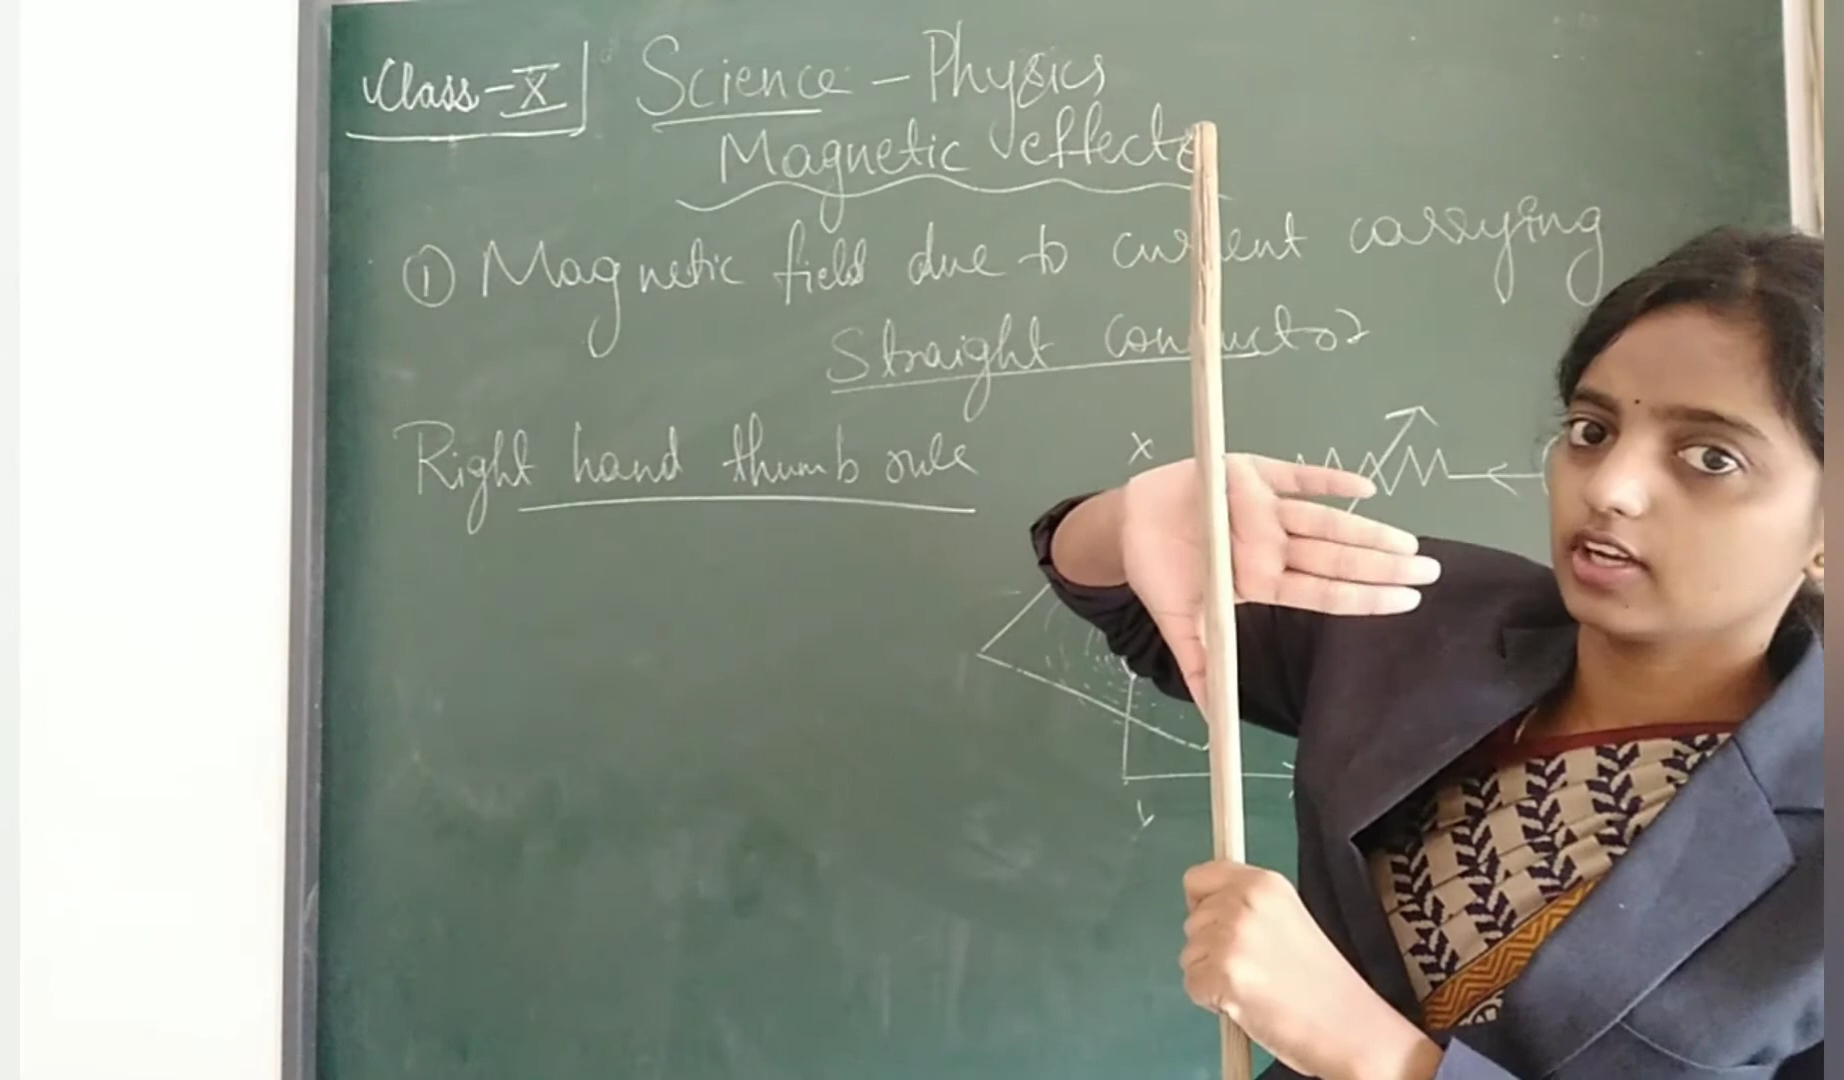 Class-X Science - Physics
Magnetic effects
① Magnetic field due to current carrying
Straight conductor
Right hand thumb rule
X